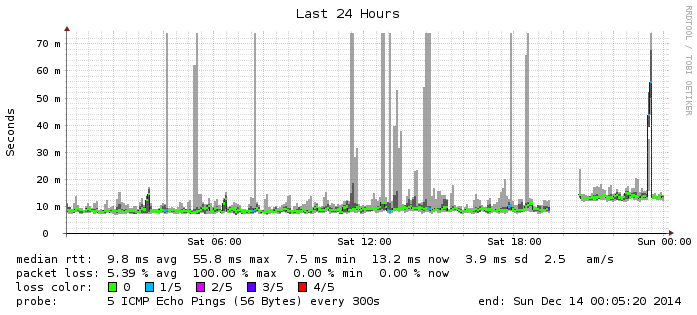 Last 24 Hours
RRDTOOL / TOBI OETIKER
Seconds
70 m
60 m
50 m
40 m
30 m
20 m
10 m
0
Sat 06:00 Sat 12:00 Sat 18:00 Sun 00:00
median rtt: 9.8 ms avg 55.8 ms max 7.5 ms min 13.2 ms now 3.9 ms sd 2.5 am/s
packet loss: 5.39 % avg 100.00 % max 0.00 % min 0.00 % now
loss color: 0 1/5 2/5 3/5 4/5
probe: 5 ICMP Echo Pings (56 Bytes) every 300s end: Sun Dec 14 00:05:20 2014